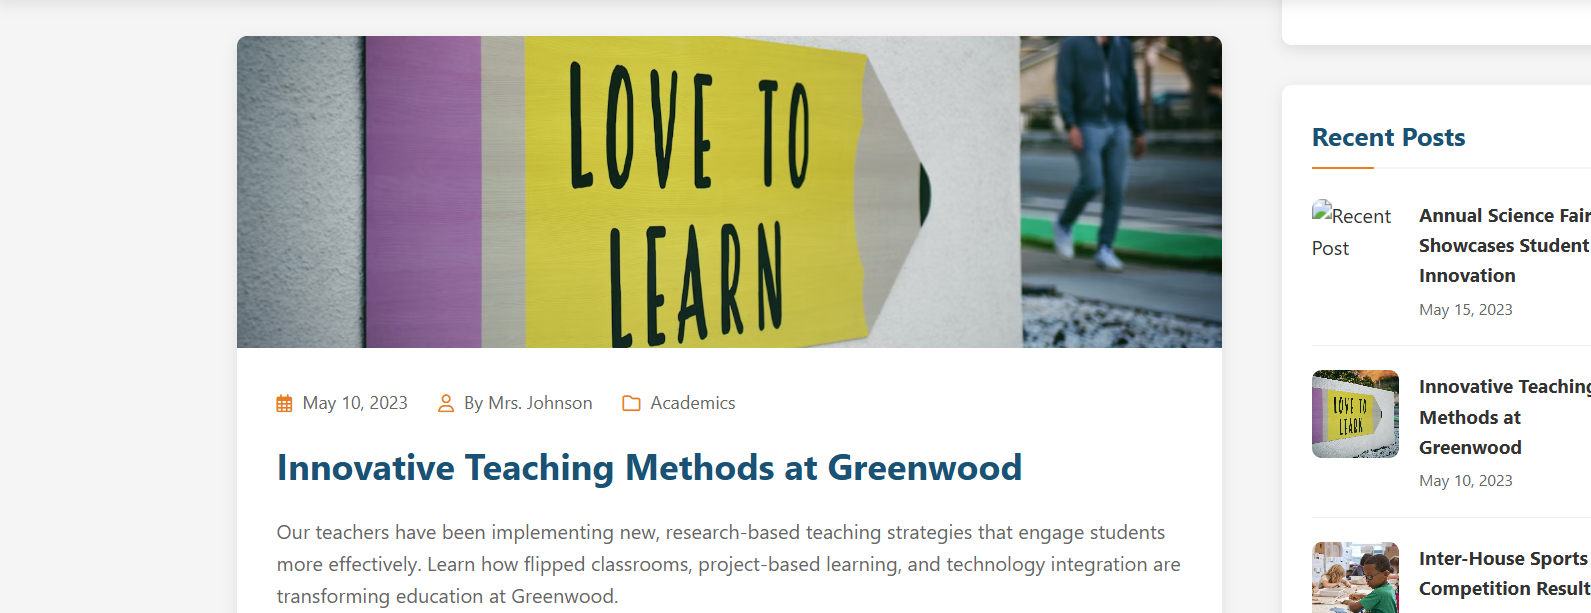 LOVE TO
LEARN
May 10, 2023 By Mrs. Johnson Academics
Innovative Teaching Methods at Greenwood
Our teachers have been implementing new, research-based teaching strategies that engage students
more effectively. Learn how flipped classrooms, project-based learning, and technology integration are
transforming education at Greenwood.
Recent Posts
Recent
Post
Annual Science Fair
Showcases Student
Innovation
May 15, 2023
LOVE TO
LEARN
Innovative Teaching
Methods at
Greenwood
May 10, 2023
Inter-House Sports
Competition Result